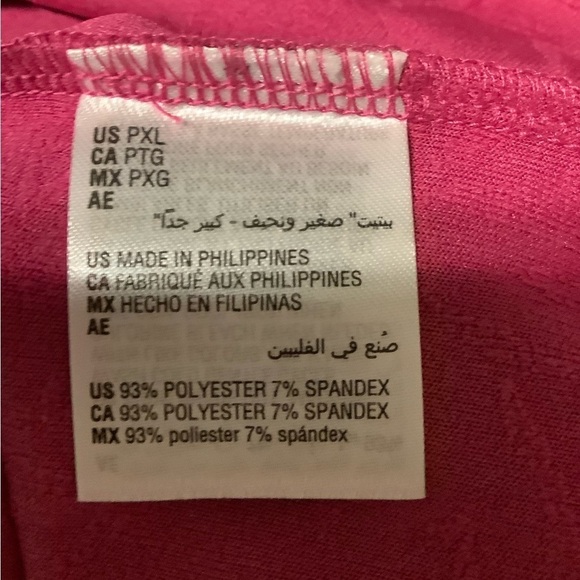 US PXL
CA PTG
MX PXG
AE
بيتيت" صغير ونحيف - كبير جداً"
US MADE IN PHILIPPINES
CA FABRIQUÉ AUX PHILIPPINES
MX HECHO EN FILIPINAS
AE
صُنع في الفليبين
US 93% POLYESTER 7% SPANDEX
CA 93% POLYESTER 7% SPANDEX
MX 93% poliester 7% spándex